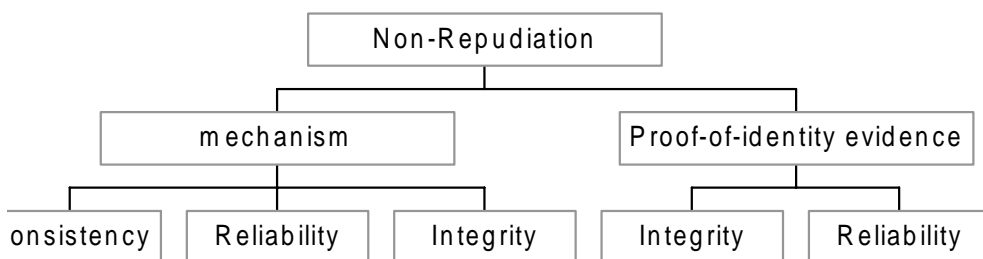 Non-Repudiation
mechanism
Proof-of-identity evidence
onsistency
Reliability
Integrity
Integrity
Reliability